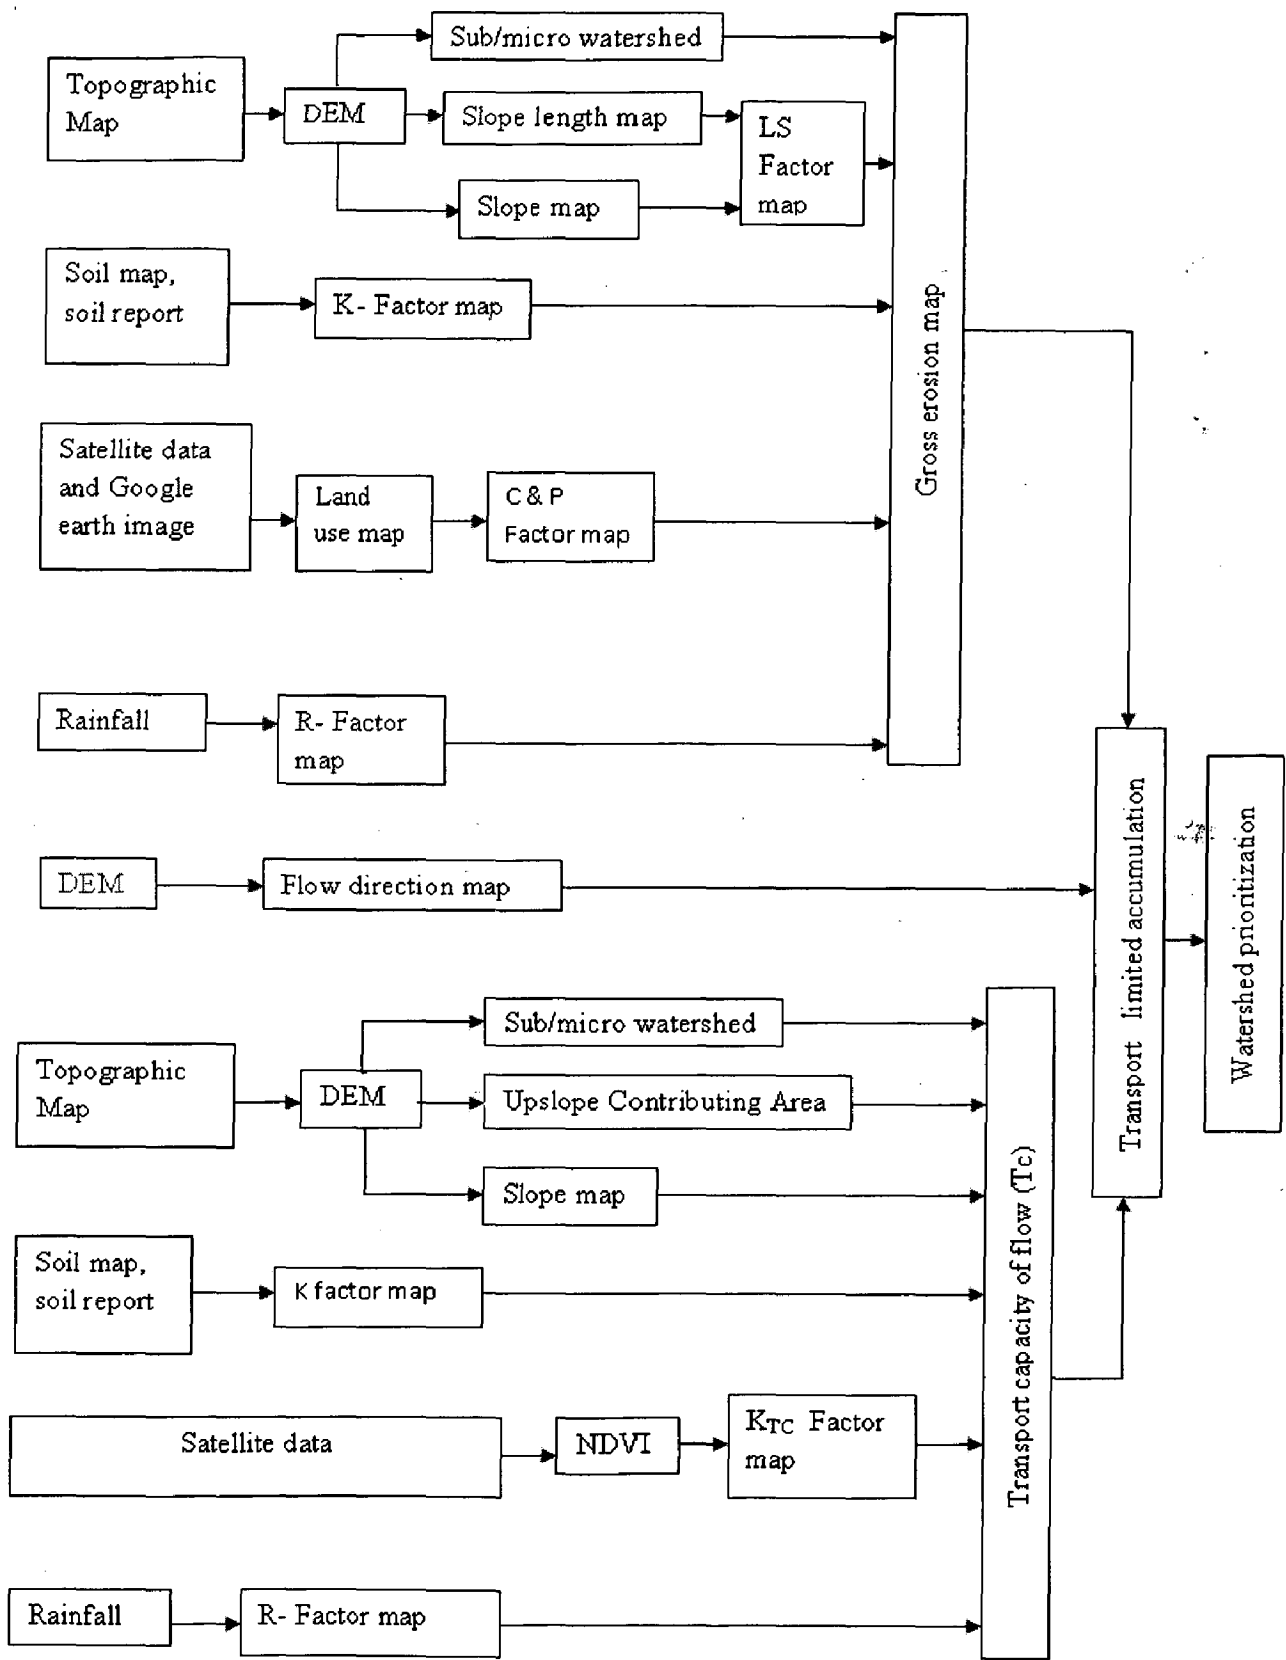 Sub/micro watershed
Topographic
Map
DEM
Slope length map
LS
Factor
map
Slope map
Soil map,
soil report
K- Factor map
Gross erosion map
Satellite data
and Google
earth image
Land
use map
C & P
Factor map
Rainfall
R- Factor
map
DEM
Flow direction map
Transport limited accumulation
Watershed prioritization
Sub/micro watershed
Topographic
Map
DEM
Upslope Contributing Area
Slope map
Transport capacity of flow (Tc)
Soil map,
soil report
K factor map
Satellite data
NDVI
KTC Factor
map
Rainfall
R- Factor map